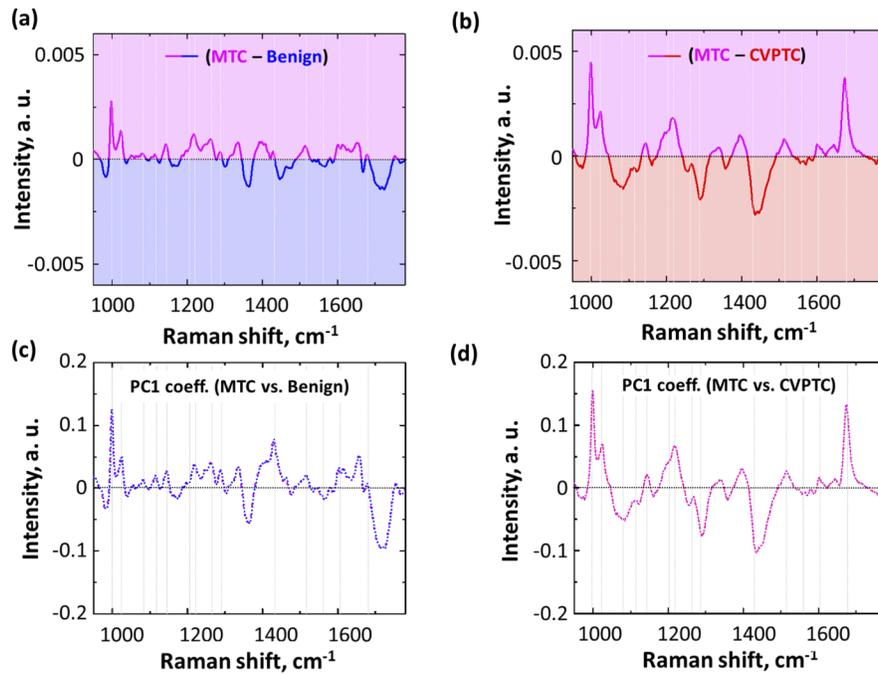 (a)
(MTC – Benign)
0.005
0
-0.005
Intensity, a. u.
1000
1200
1400
1600
Raman shift, cm-1
(b)
(MTC – CVPTC)
0.005
0
-0.005
Intensity, a. u.
1000
1200
1400
1600
Raman shift, cm-1
(c)
PC1 coeff. (MTC vs. Benign)
0.2
0.1
0
-0.1
-0.2
Intensity, a. u.
1000
1200
1400
1600
Raman shift, cm-1
(d)
PC1 coeff. (MTC vs. CVPTC)
0.2
0.1
0
-0.1
-0.2
Intensity, a. u.
1000
1200
1400
1600
Raman shift, cm-1